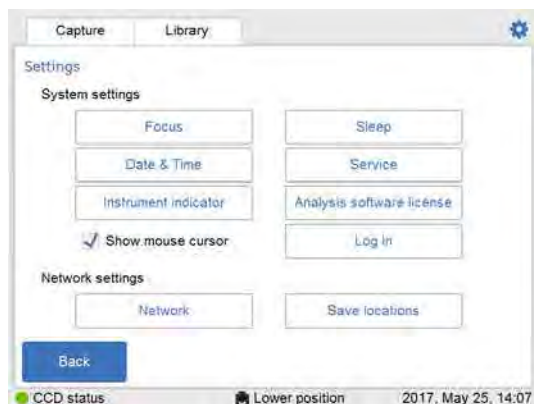 Capture Library
Settings
System settings
Focus Sleep
Date & Time Service
Instrument indicator Analysis software license
Show mouse cursor Log in
Network settings
Network Save locations
Back
CCD status Lower position 2017, May 25, 14:07